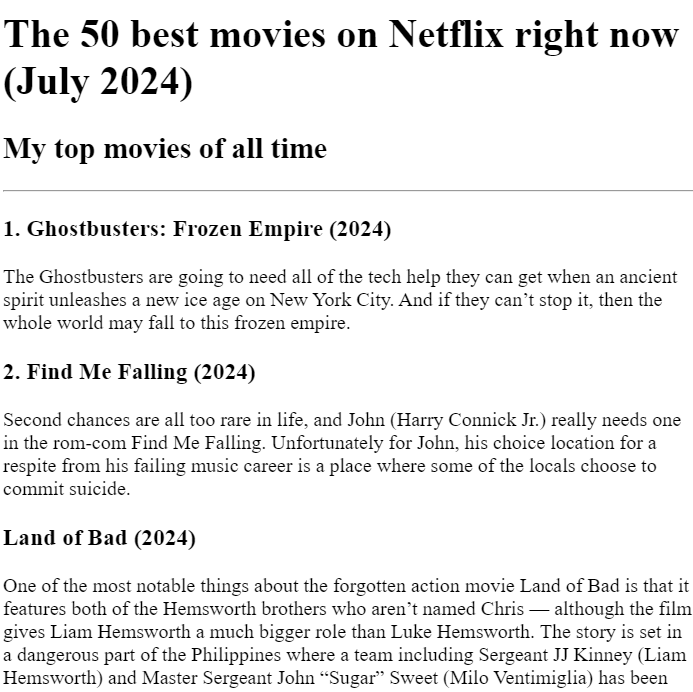 The 50 best movies on Netflix right now
(July 2024)
My top movies of all time
1. Ghostbusters: Frozen Empire (2024)
The Ghostbusters are going to need all of the tech help they can get when an ancient
spirit unleashes a new ice age on New York City. And if they can’t stop it, then the
whole world may fall to this frozen empire.
2. Find Me Falling (2024)
Second chances are all too rare in life, and John (Harry Connick Jr.) really needs one
in the rom-com Find Me Falling. Unfortunately for John, his choice location for a
respite from his failing music career is a place where some of the locals choose to
commit suicide.
Land of Bad (2024)
One of the most notable things about the forgotten action movie Land of Bad is that it
features both of the Hemsworth brothers who aren’t named Chris — although the film
gives Liam Hemsworth a much bigger role than Luke Hemsworth. The story is set in
a dangerous part of the Philippines where a team including Sergeant JJ Kinney (Liam
Hemsworth) and Master Sergeant John “Sugar” Sweet (Milo Ventimiglia) has been